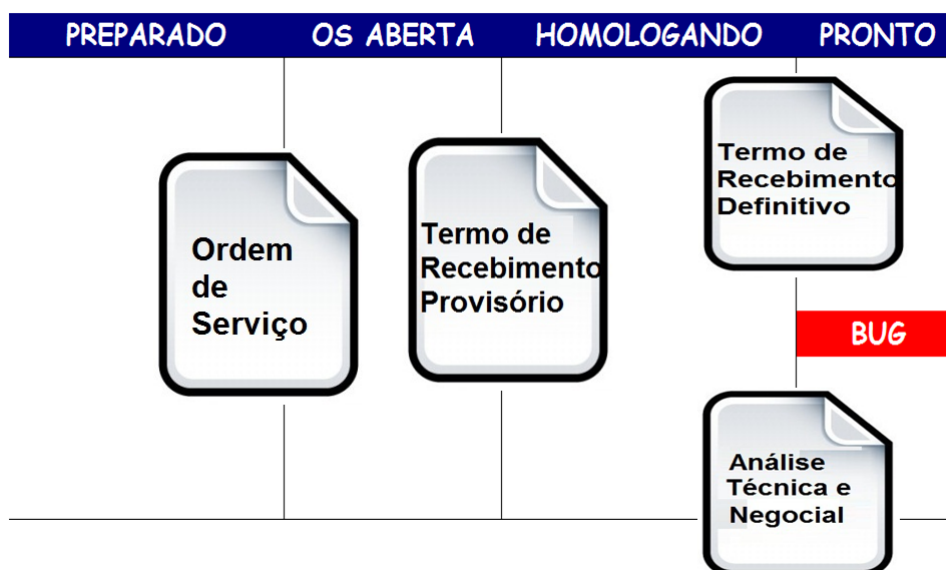 PREPARADO OS ABERTA HOMOLOGANDO PRONTO
Ordem
de
Serviço
Termo de
Recebimento
Provisório
Termo de
Recebimento
Definitivo
BUG
Análise
Técnica e
Negocial